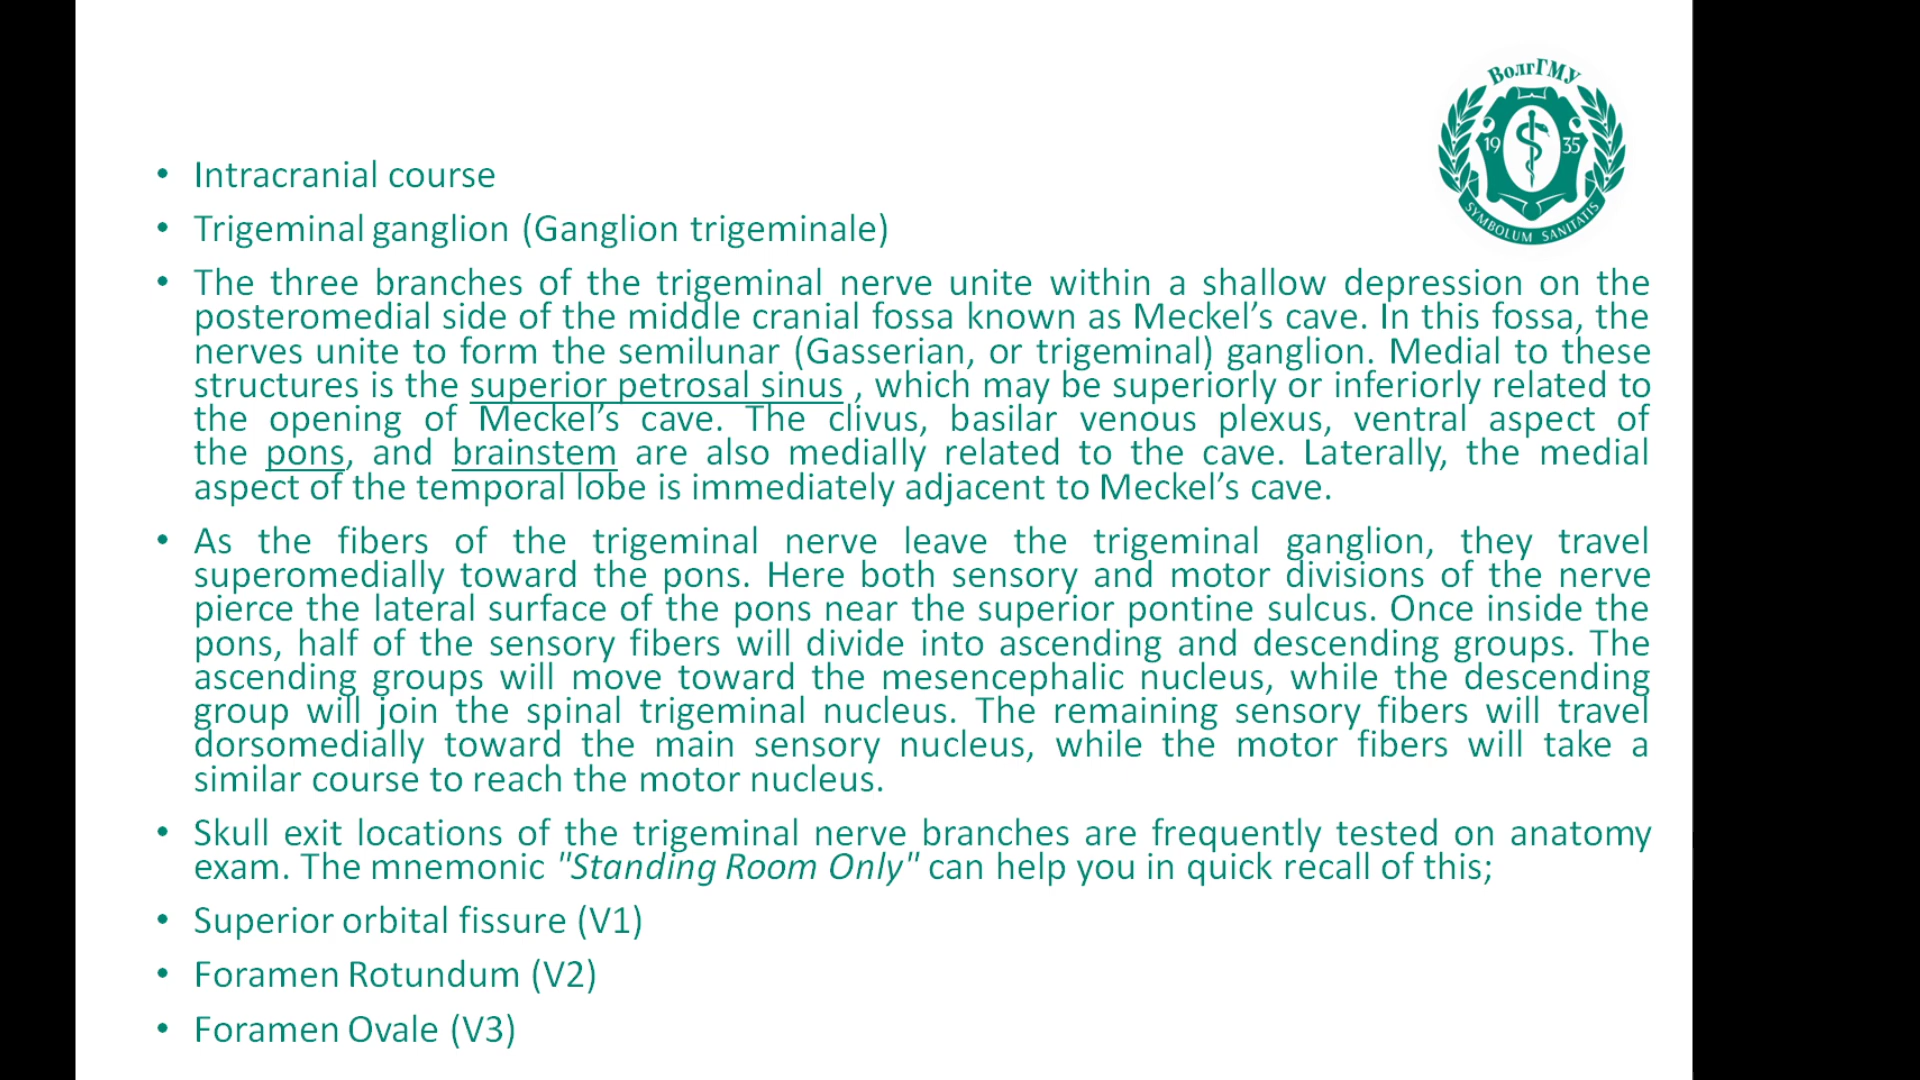 ВолгГМУ
19 35
SYMBOLUM SANITATIS
• Intracranial course
• Trigeminal ganglion (Ganglion trigeminale)
• The three branches of the trigeminal nerve unite within a shallow depression on the
posteromedial side of the middle cranial fossa known as Meckel’s cave. In this fossa, the
nerves unite to form the semilunar (Gasserian, or trigeminal) ganglion. Medial to these
structures is the superior petrosal sinus , which may be superiorly or inferiorly related to
the opening of Meckel’s cave. The clivus, basilar venous plexus, ventral aspect of
the pons, and brainstem are also medially related to the cave. Laterally, the medial
aspect of the temporal lobe is immediately adjacent to Meckel’s cave.
• As the fibers of the trigeminal nerve leave the trigeminal ganglion, they travel
superomedially toward the pons. Here both sensory and motor divisions of the nerve
pierce the lateral surface of the pons near the superior pontine sulcus. Once inside the
pons, half of the sensory fibers will divide into ascending and descending groups. The
ascending groups will move toward the mesencephalic nucleus, while the descending
group will join the spinal trigeminal nucleus. The remaining sensory fibers will travel
dorsomedially toward the main sensory nucleus, while the motor fibers will take a
similar course to reach the motor nucleus.
• Skull exit locations of the trigeminal nerve branches are frequently tested on anatomy
exam. The mnemonic "Standing Room Only" can help you in quick recall of this;
• Superior orbital fissure (V1)
• Foramen Rotundum (V2)
• Foramen Ovale (V3)